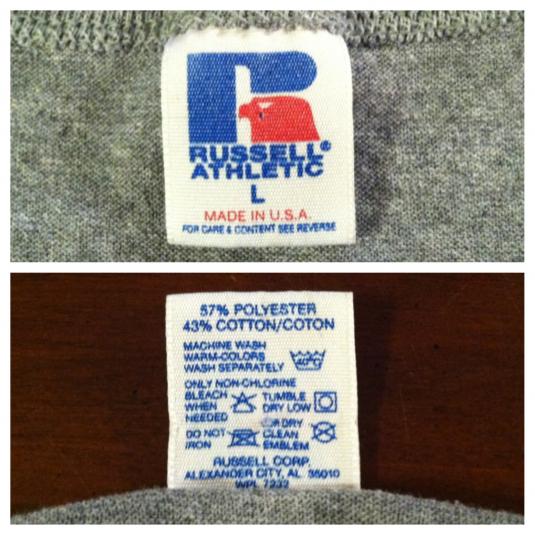 RUSSELL®
ATHLETIC
L
MADE IN U.S.A.
FOR CARE & CONTENT SEE REVERSE
57% POLYESTER
43% COTTON/COTON
MACHINE WASH
WARM-COLORS
WASH SEPARATELY
40°C
ONLY NON-CHLORINE
BLEACH
WHEN
NEEDED
TUMBLE
DRY LOW
DO NOT
IRON
OR DRY
CLEAN
EMBLEM
RUSSELL CORP.
ALEXANDER CITY, AL 35010
WPL 7232